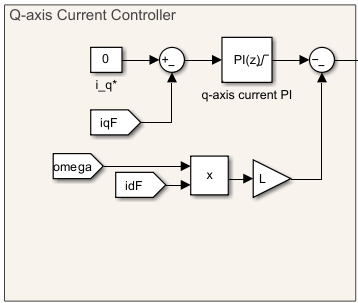 Q-axis Current Controller
0
i_q*
+
_
PI(z)
q-axis current PI
_
_
iqF
omega
idF
x
L